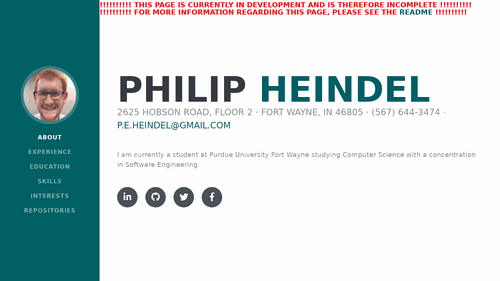 !!!!!!!!!! THIS PAGE IS CURRENTLY IN DEVELOPMENT AND IS THEREFORE INCOMPLETE !!!!!!!!!!
!!!!!!!!!! FOR MORE INFORMATION REGARDING THIS PAGE, PLEASE SEE THE README !!!!!!!!!!
ABOUT
EXPERIENCE
EDUCATION
SKILLS
INTERESTS
REPOSITORIES
PHILIP HEINDEL
2625 HOBSON ROAD, FLOOR 2 · FORT WAYNE, IN 46805 · (567) 644-3474 ·
P.E.HEINDEL@GMAIL.COM
I am currently a student at Purdue University Fort Wayne studying Computer Science with a concentration
in Software Engineering.